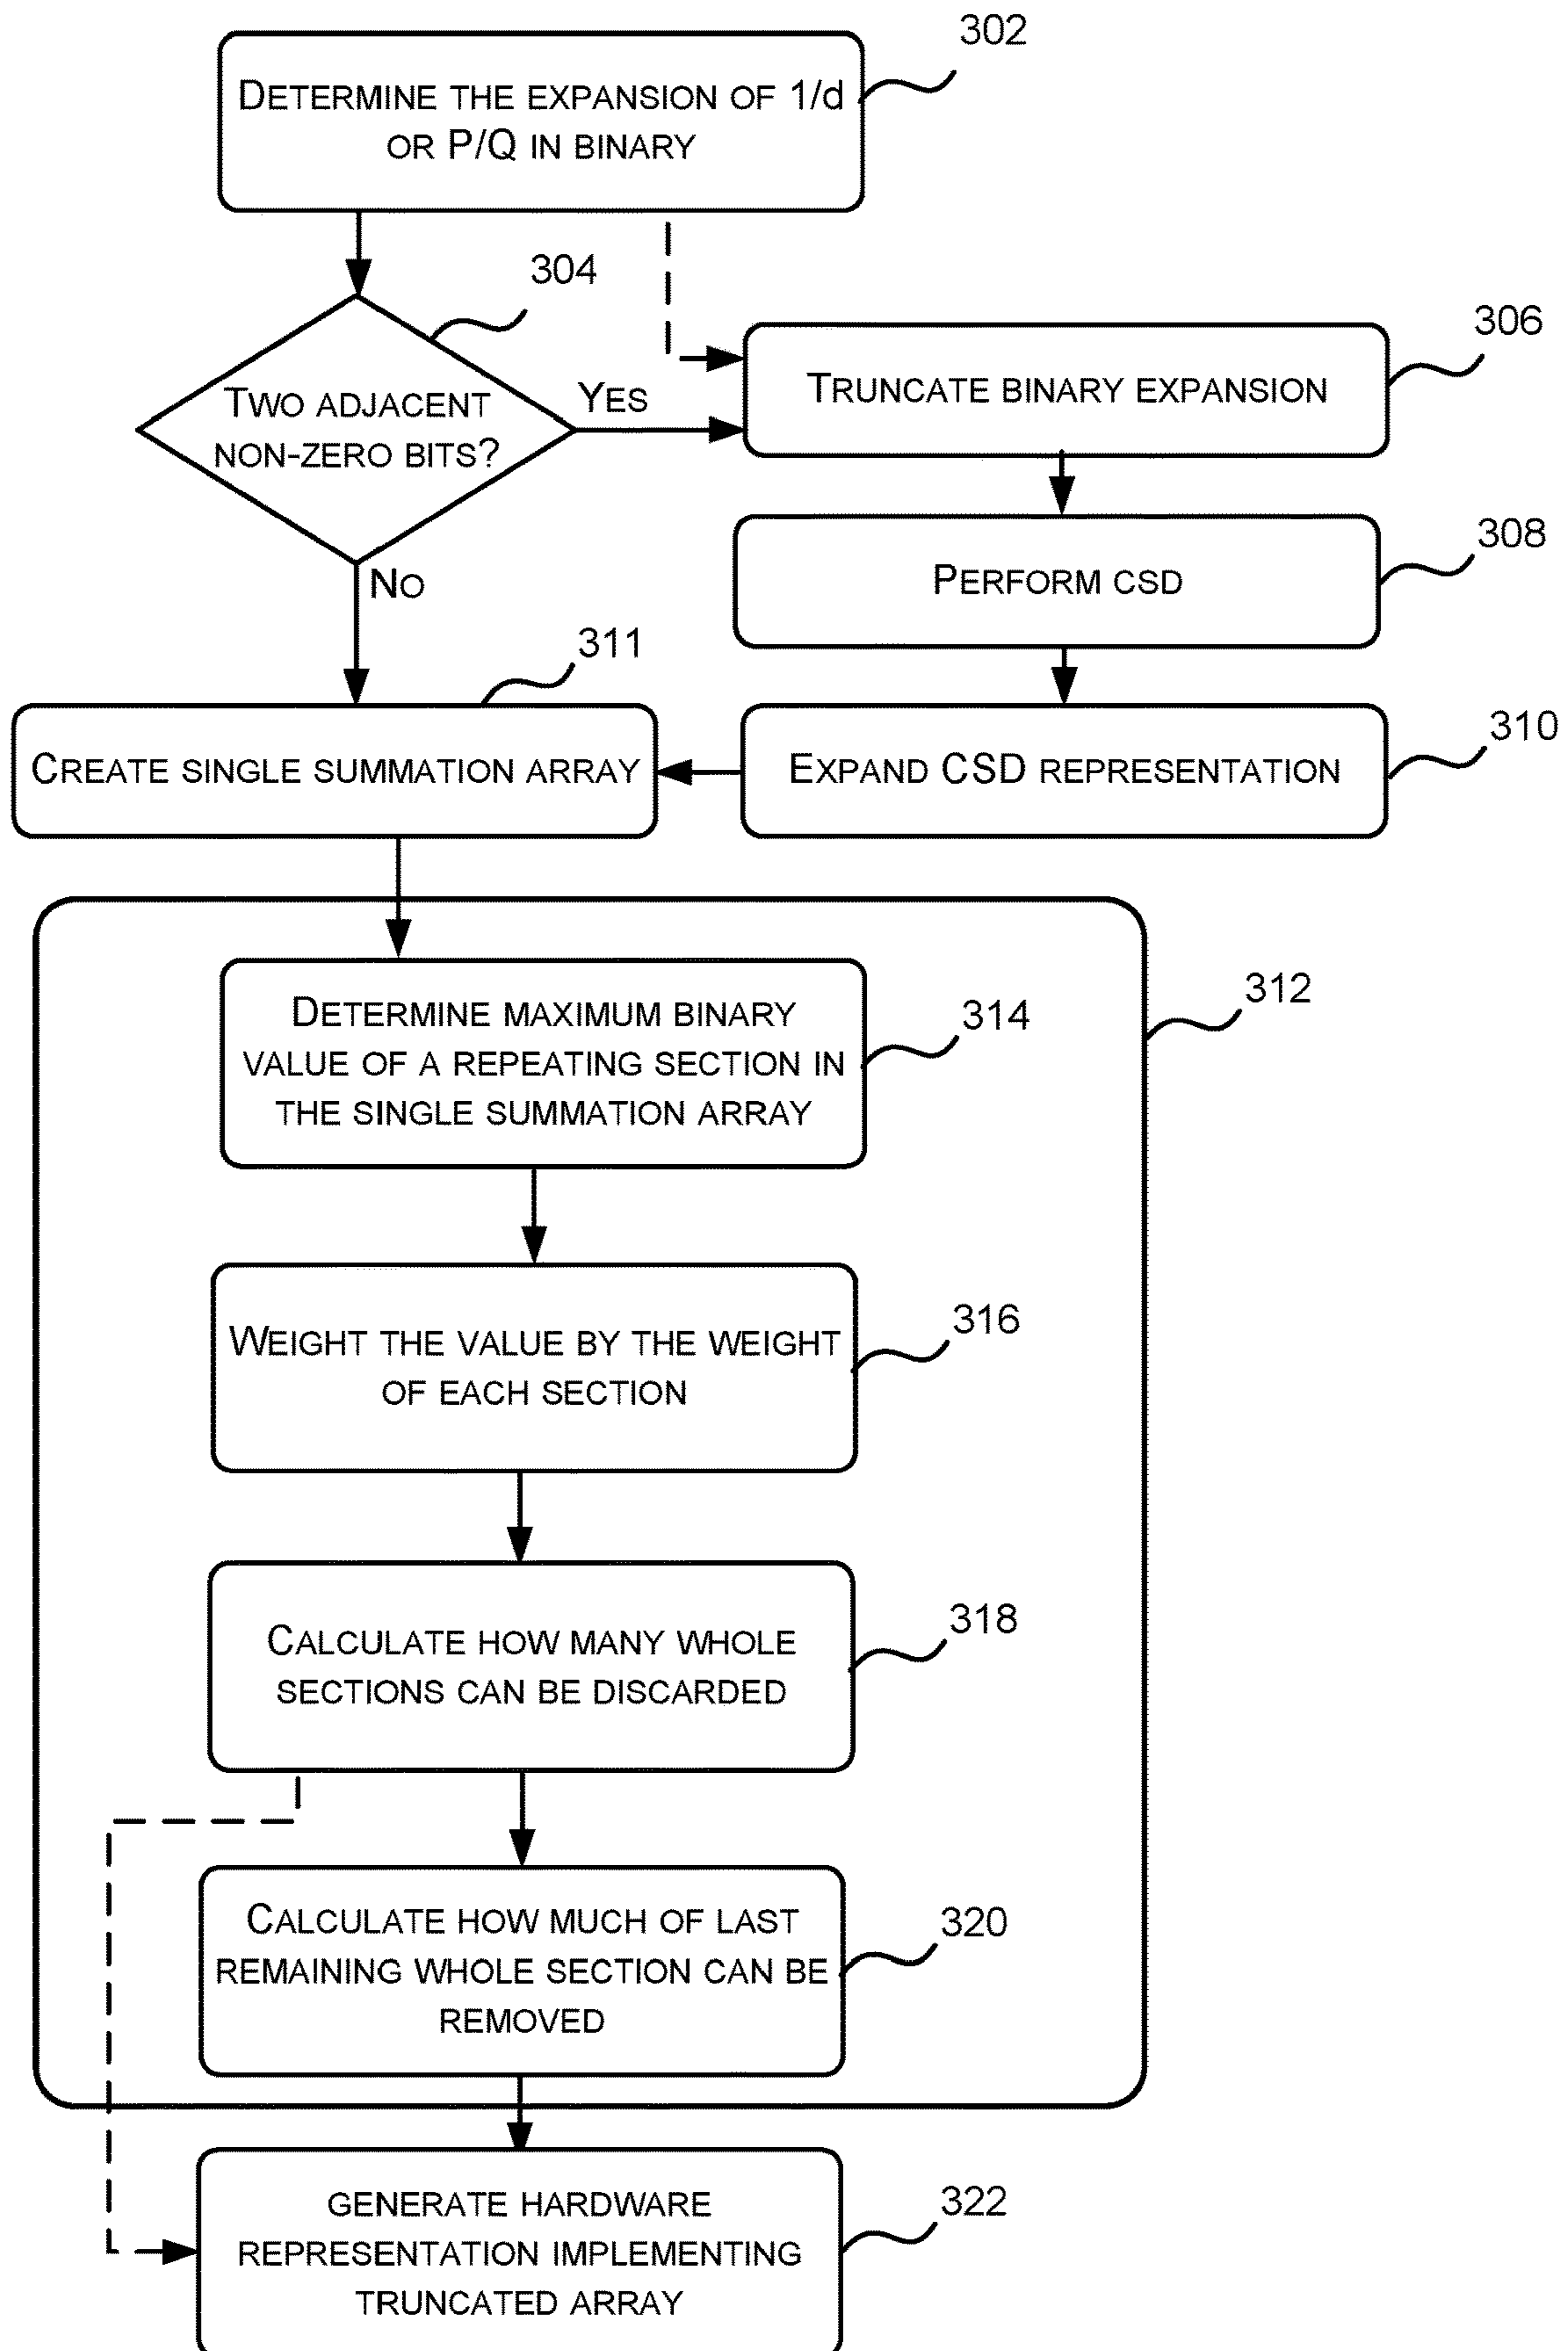 302
DETERMINE THE EXPANSION OF 1/d
OR P/Q IN BINARY
304
TWO ADJACENT
NON-ZERO BITS?
YES
NO
306
TRUNCATE BINARY EXPANSION
308
PERFORM CSD
310
EXPAND CSD REPRESENTATION
311
CREATE SINGLE SUMMATION ARRAY
312
314
DETERMINE MAXIMUM BINARY
VALUE OF A REPEATING SECTION IN
THE SINGLE SUMMATION ARRAY
316
WEIGHT THE VALUE BY THE WEIGHT
OF EACH SECTION
318
CALCULATE HOW MANY WHOLE
SECTIONS CAN BE DISCARDED
320
CALCULATE HOW MUCH OF LAST
REMAINING WHOLE SECTION CAN BE
REMOVED
322
GENERATE HARDWARE
REPRESENTATION IMPLEMENTING
TRUNCATED ARRAY